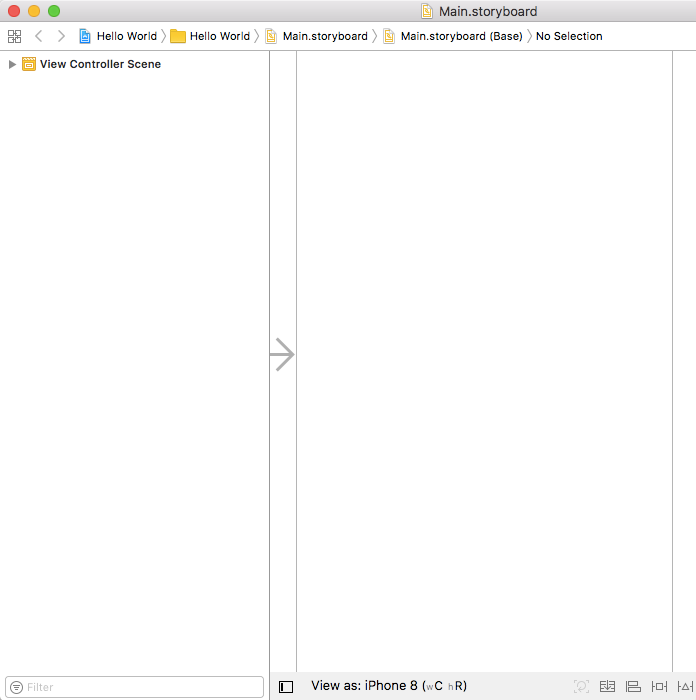 Main.storyboard
Hello World Hello World Main.storyboard Main.storyboard (Base) No Selection
View Controller Scene
Filter
View as: iPhone 8 (wC hR)